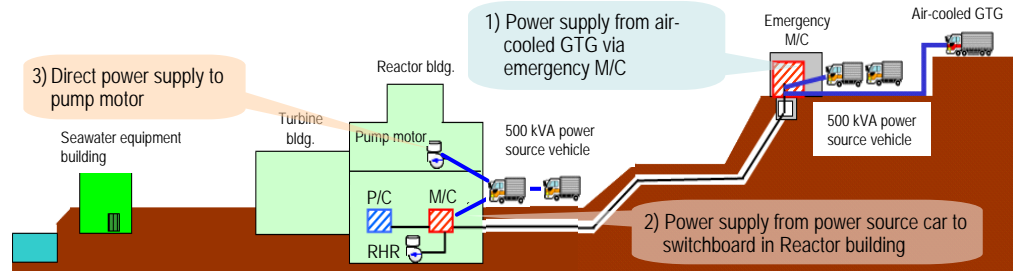 1) Power supply from air-
cooled GTG via
emergency M/C
Emergency
M/C
Air-cooled GTG
3) Direct power supply to
pump motor
Reactor bldg.
Seawater equipment
building
Turbine
bldg.
Pump motor
500 kVA power
source vehicle
500 kVA power
source vehicle
P/C
M/C
RHR
2) Power supply from power source car to
switchboard in Reactor building